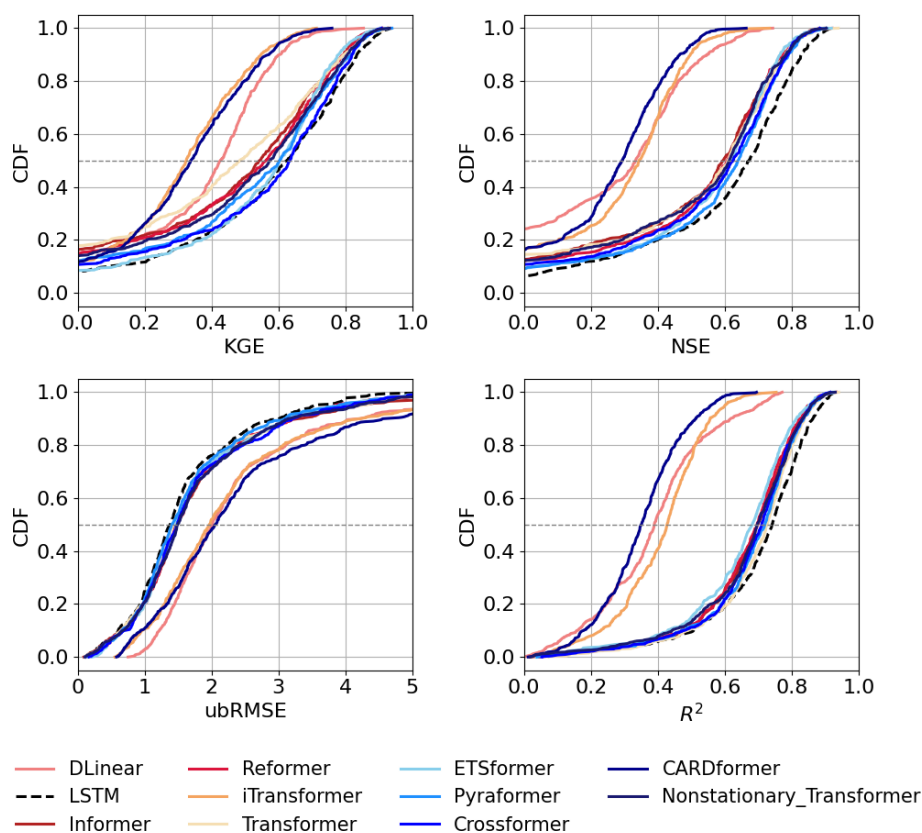 1.0
0.8
0.6
0.4
0.2
0.0
CDF
0.0 0.2 0.4 0.6 0.8 1.0
KGE
1.0
0.8
0.6
0.4
0.2
0.0
CDF
0.0 0.2 0.4 0.6 0.8 1.0
NSE
1.0
0.8
0.6
0.4
0.2
0.0
CDF
0 1 2 3 4 5
ubRMSE
1.0
0.8
0.6
0.4
0.2
0.0
CDF
0.0 0.2 0.4 0.6 0.8 1.0
R²
DLinear Reformer ETSformer CARDformer
LSTM iTransformer Pyraformer Nonstationary_Transformer
Informer Transformer Crossformer